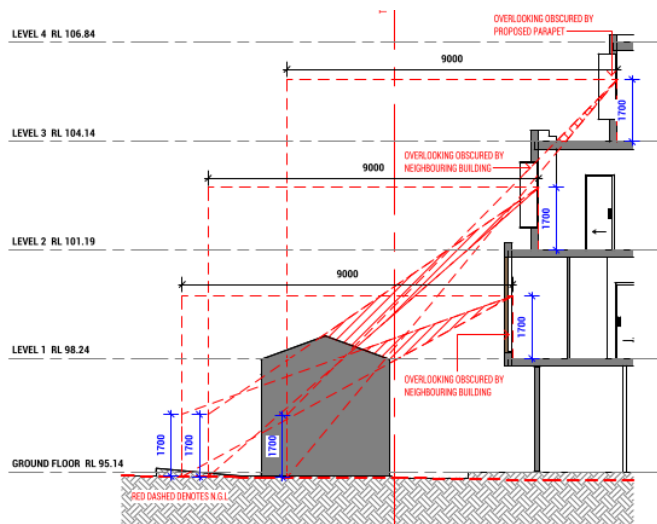 OVERLOOKING OBSCURED BY
PROPOSED PARAPET
LEVEL 4 RL 106.84
9000
1700
LEVEL 3 RL 104.14
OVERLOOKING OBSCURED BY
NEIGHBOURING BUILDING
9000
1700
LEVEL 2 RL 101.19
9000
1700
LEVEL 1 RL 98.24
OVERLOOKING OBSCURED BY
NEIGHBOURING BUILDING
1700
1700
1700
GROUND FLOOR RL 95.14
RED DASHED DENOTES N.G.L.